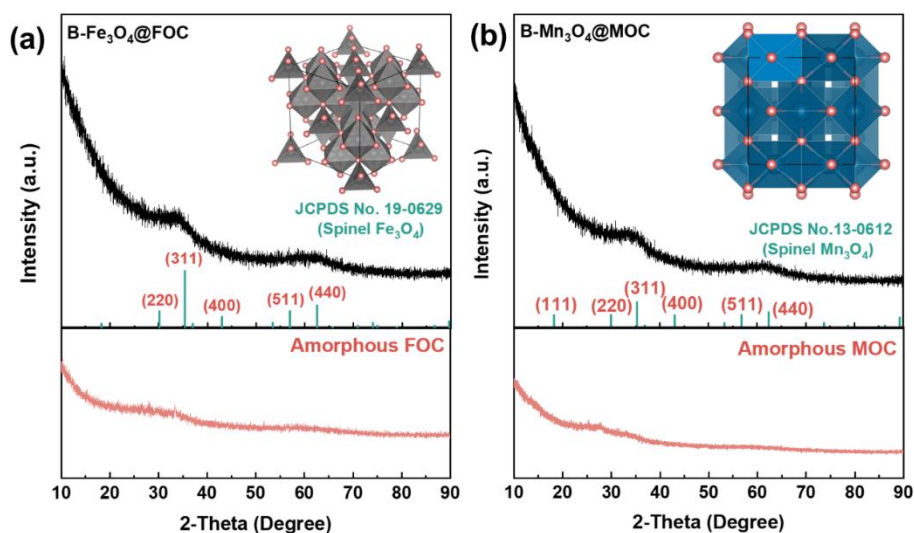 (a)
B-Fe₃O₄@FOC
JCPDS No. 19-0629
(Spinel Fe₃O₄)
(311)
(220)
(400)
(511)
(440)
Intensity (a.u.)
Amorphous FOC
10 20 30 40 50 60 70 80 90
2-Theta (Degree)
(b)
B-Mn₃O₄@MOC
JCPDS No.13-0612
(Spinel Mn₃O₄)
(111)
(220)
(311)
(400)
(511)
(440)
Intensity (a.u.)
Amorphous MOC
10 20 30 40 50 60 70 80 90
2-Theta (Degree)